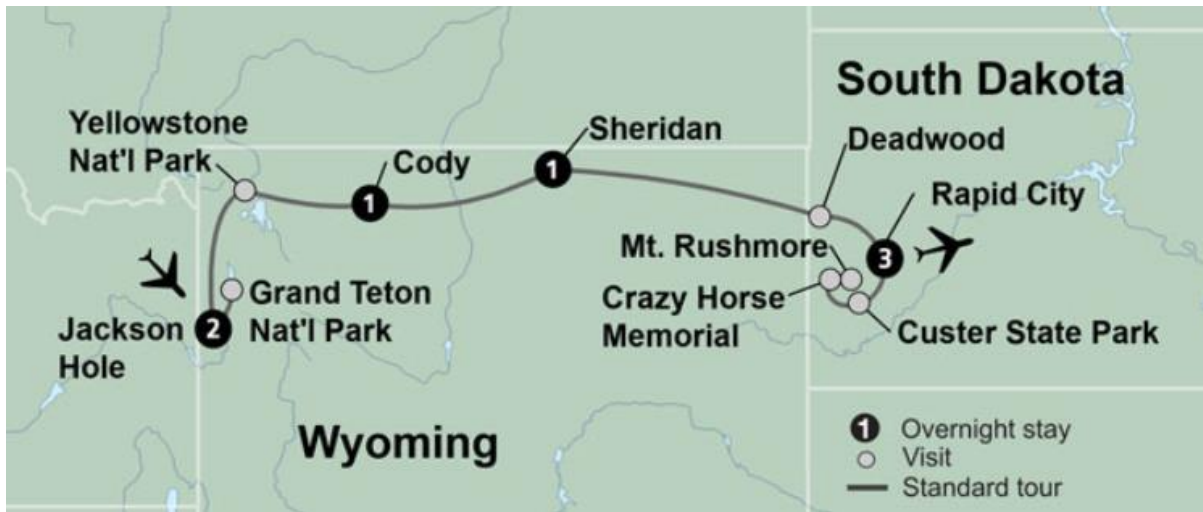 South Dakota
Yellowstone
Nat'l Park
Cody
1
Sheridan
1
Deadwood
Rapid City
3
Mt. Rushmore
Crazy Horse
Memorial
Custer State Park
Grand Teton
Nat'l Park
Jackson
Hole
2
Wyoming
1 Overnight stay
Visit
Standard tour